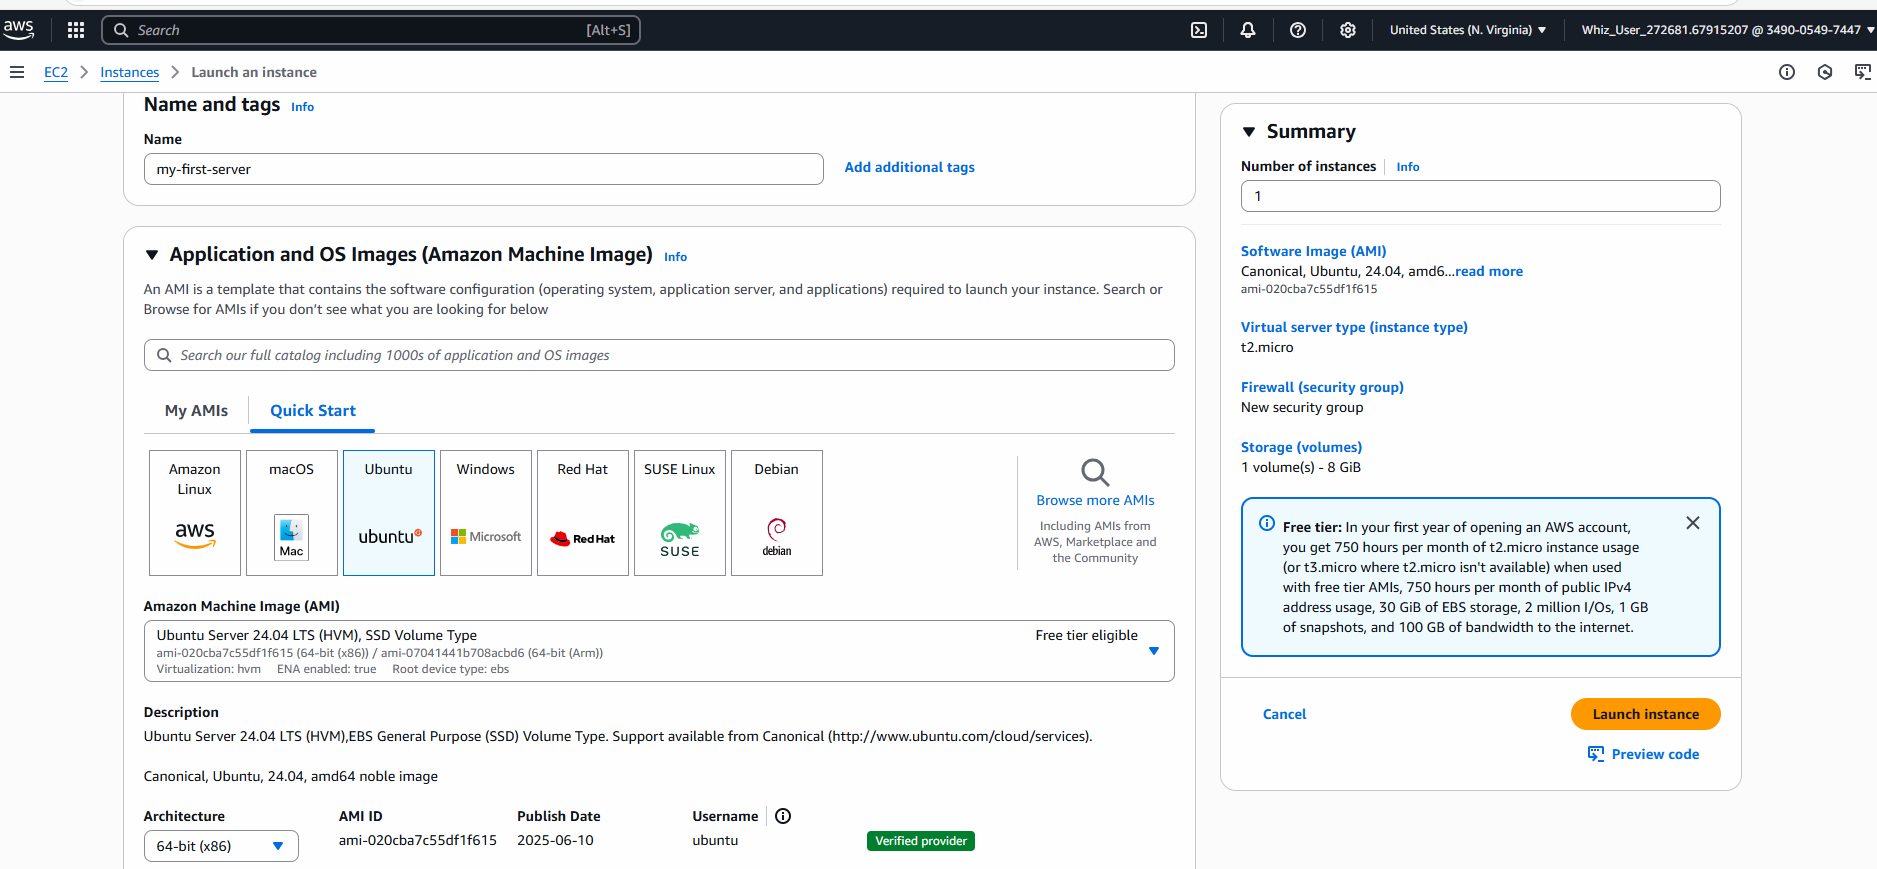 aws
Search [Alt+S]
United States (N. Virginia)
Whiz_User_272681.67915207 @ 3490-0549-7447
EC2
Instances
Launch an instance
Name and tags Info
Name
my-first-server
Add additional tags
Application and OS Images (Amazon Machine Image) Info
An AMI is a template that contains the software configuration (operating system, application server, and applications) required to launch your instance. Search or
Browse for AMIs if you don’t see what you are looking for below
Search our full catalog including 1000s of application and OS images
My AMIs
Quick Start
Amazon
Linux
aws
macOS
Mac
Ubuntu
ubuntu
Windows
Microsoft
Red Hat
Red Hat
SUSE Linux
SUSE
Debian
debian
Browse more AMIs
Including AMIs from
AWS, Marketplace and
the Community
Amazon Machine Image (AMI)
Ubuntu Server 24.04 LTS (HVM), SSD Volume Type
Free tier eligible
ami-020cba7c55df1f615 (64-bit (x86)) / ami-07041441b708acbd6 (64-bit (Arm))
Virtualization: hvm ENA enabled: true Root device type: ebs
Description
Ubuntu Server 24.04 LTS (HVM),EBS General Purpose (SSD) Volume Type. Support available from Canonical (http://www.ubuntu.com/cloud/services).
Canonical, Ubuntu, 24.04, amd64 noble image
Architecture
64-bit (x86)
AMI ID
ami-020cba7c55df1f615
Publish Date
2025-06-10
Username
ubuntu
Verified provider
Summary
Number of instances Info
1
Software Image (AMI)
Canonical, Ubuntu, 24.04, amd6...read more
ami-020cba7c55df1f615
Virtual server type (instance type)
t2.micro
Firewall (security group)
New security group
Storage (volumes)
1 volume(s) - 8 GiB
Free tier: In your first year of opening an AWS account,
you get 750 hours per month of t2.micro instance usage
(or t3.micro where t2.micro isn't available) when used
with free tier AMIs, 750 hours per month of public IPv4
address usage, 30 GiB of EBS storage, 2 million I/Os, 1 GB
of snapshots, and 100 GB of bandwidth to the internet.
Cancel
Launch instance
Preview code